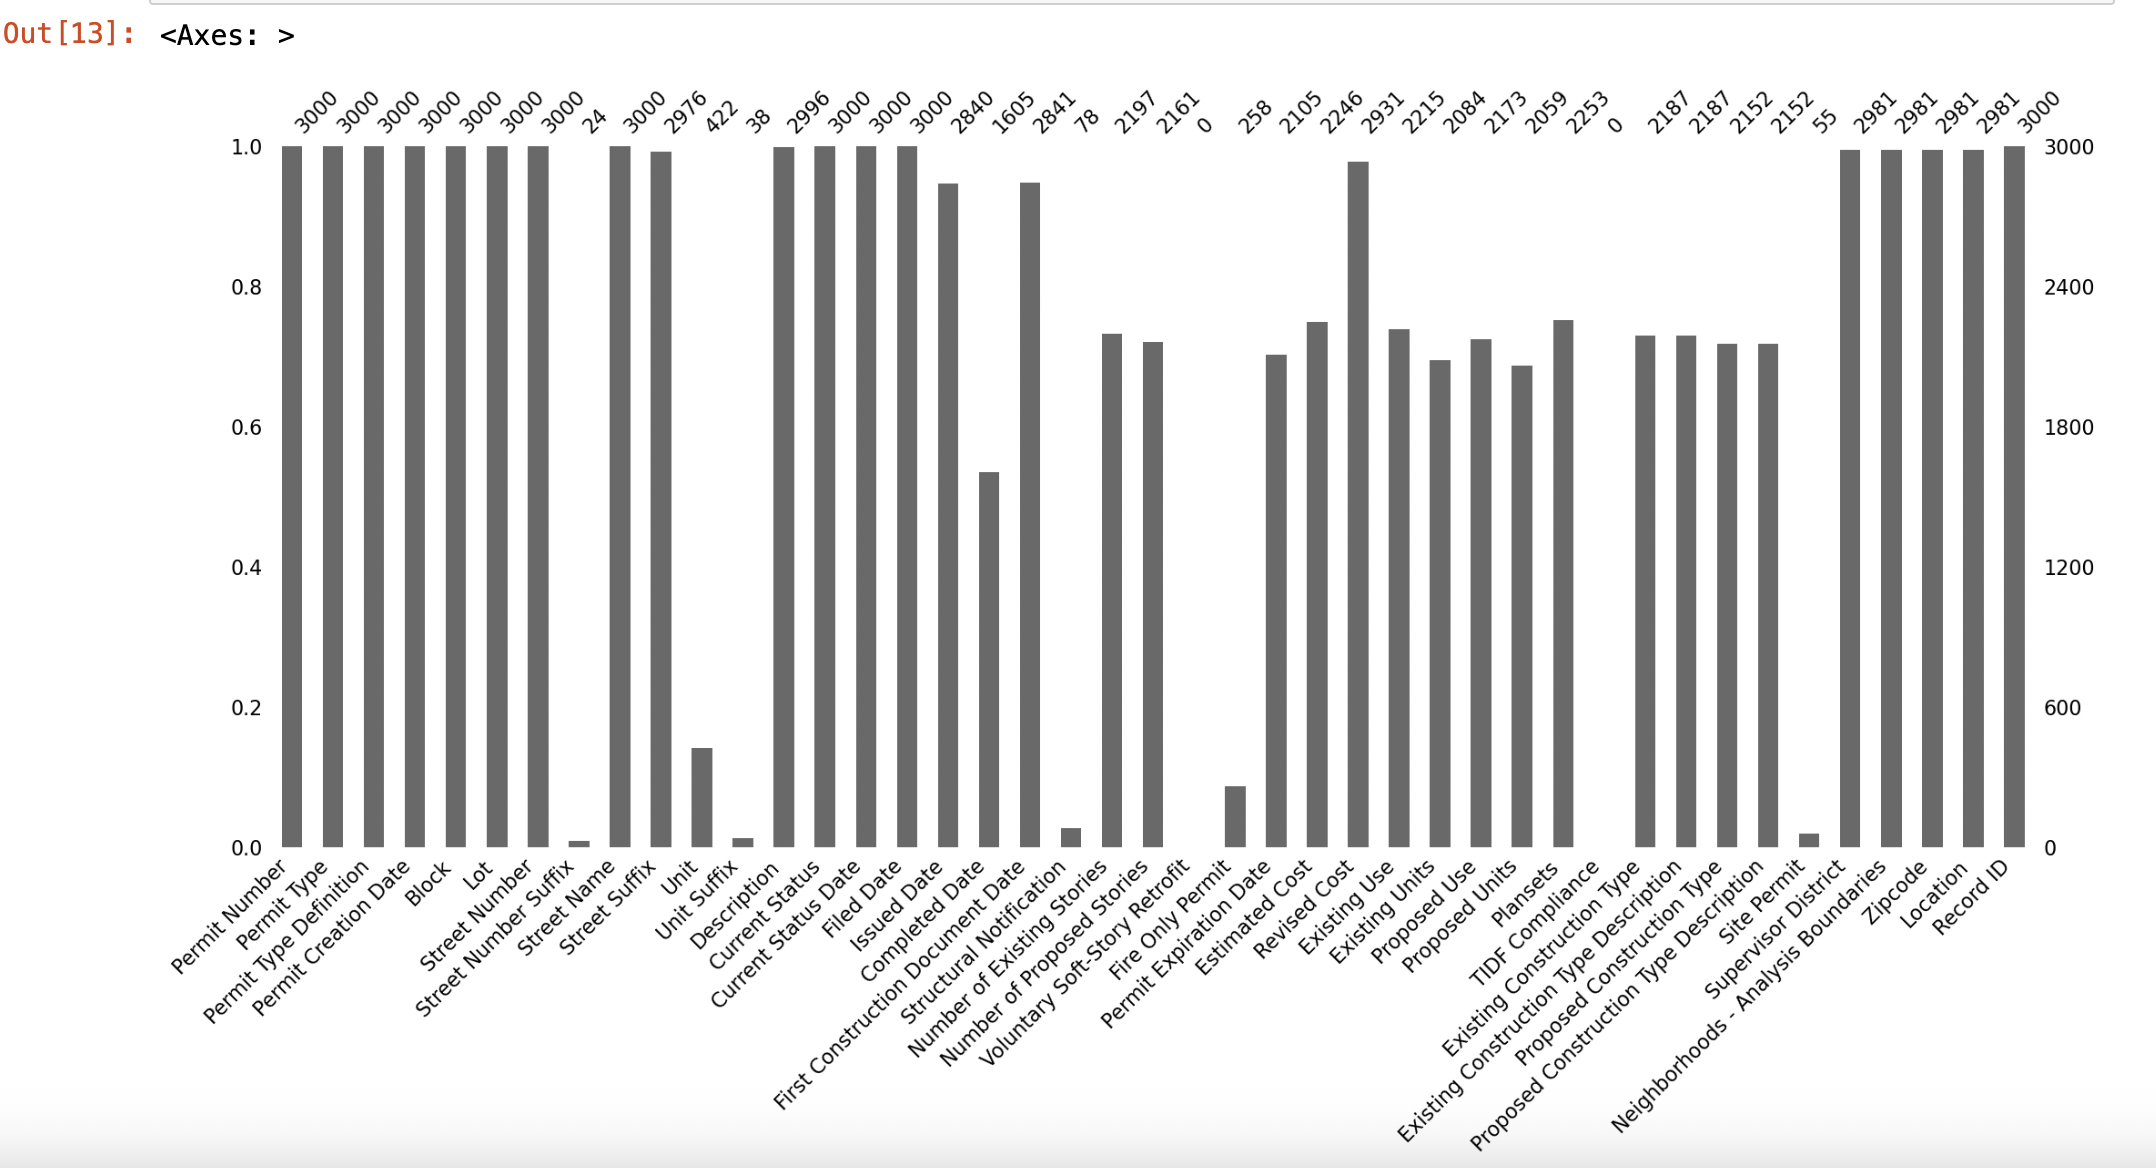 Out[13]: <Axes: >
3000 3000 3000 3000 3000 3000 3000 24 3000 2976 422 38 2996 3000 3000 3000 2840 1605 2841 78 2197 2161 0 258 2105 2246 2931 2215 2084 2173 2059 2253 0 2187 2187 2152 2152 55 2981 2981 2981 2981 3000
1.0 3000
0.8 2400
0.6 1800
0.4 1200
0.2 600
0.0 0
Permit Number
Permit Type
Permit Type Definition
Permit Creation Date
Block
Lot
Street Number
Street Number Suffix
Street Name
Street Suffix
Unit
Unit Suffix
Description
Current Status
Current Status Date
Filed Date
Issued Date
Completed Date
First Construction Document Date
Structural Notification
Number of Existing Stories
Number of Proposed Stories
Voluntary Soft-Story Retrofit
Fire Only Permit
Permit Expiration Date
Estimated Cost
Revised Cost
Existing Use
Existing Units
Proposed Use
Proposed Units
Plansets
TIDF Compliance
Existing Construction Type
Existing Construction Type Description
Proposed Construction Type
Proposed Construction Type Description
Site Permit
Supervisor District
Neighborhoods - Analysis Boundaries
Zipcode
Location
Record ID